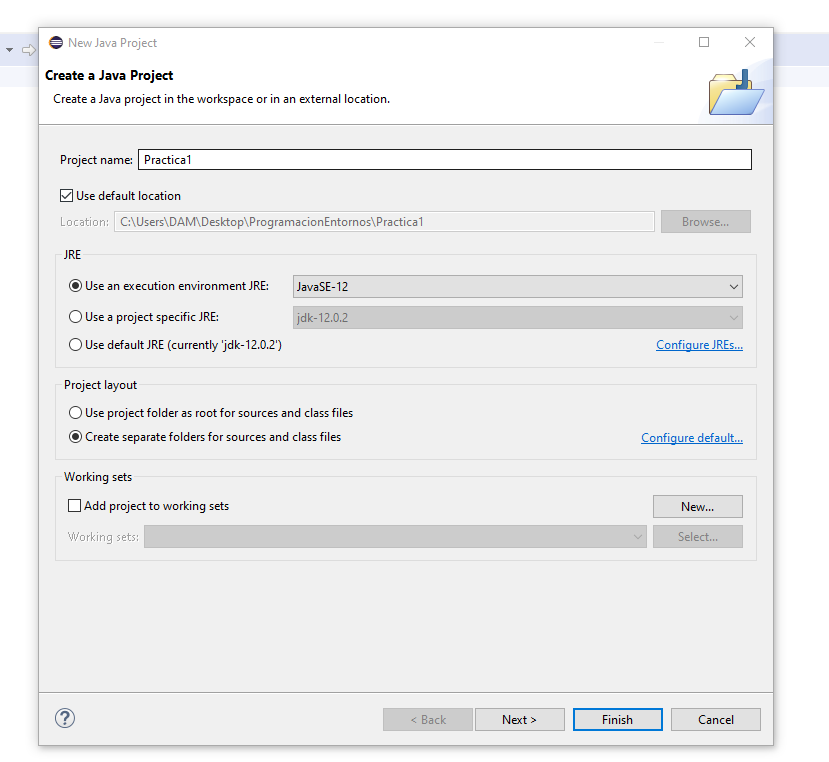 New Java Project
Create a Java Project
Create a Java project in the workspace or in an external location.
Project name: Practica1
Use default location
Location: C:\Users\DAM\Desktop\ProgramacionEntornos\Practica1 Browse...
JRE
Use an execution environment JRE: JavaSE-12
Use a project specific JRE: jdk-12.0.2
Use default JRE (currently 'jdk-12.0.2') Configure JREs...
Project layout
Use project folder as root for sources and class files
Create separate folders for sources and class files Configure default...
Working sets
Add project to working sets New...
Working sets: Select...
? < Back Next > Finish Cancel